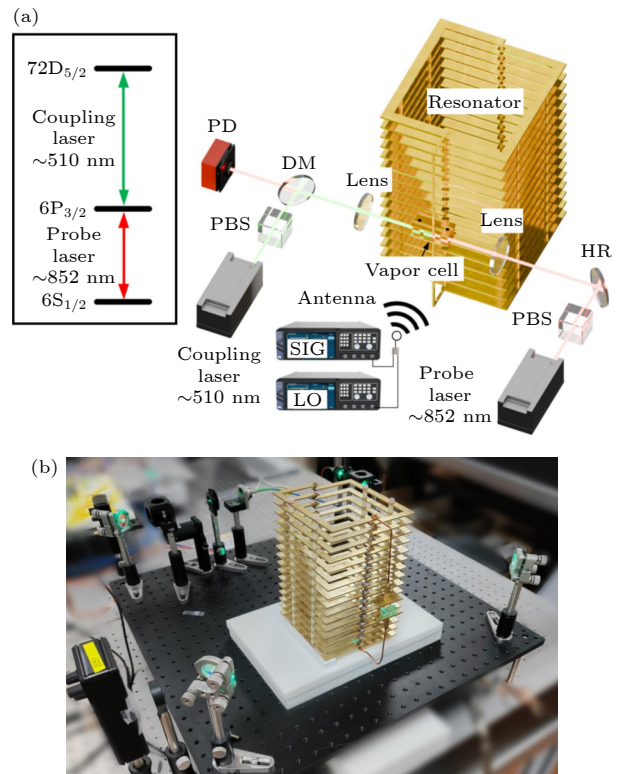 (a)
72D5/2
Coupling
laser
~510 nm
6P3/2
Probe
laser
~852 nm
6S1/2
PD
DM
PBS
Lens
Resonator
Lens
Vapor cell
HR
PBS
Antenna
SIG
LO
Coupling
laser
~510 nm
Probe
laser
~852 nm
(b)